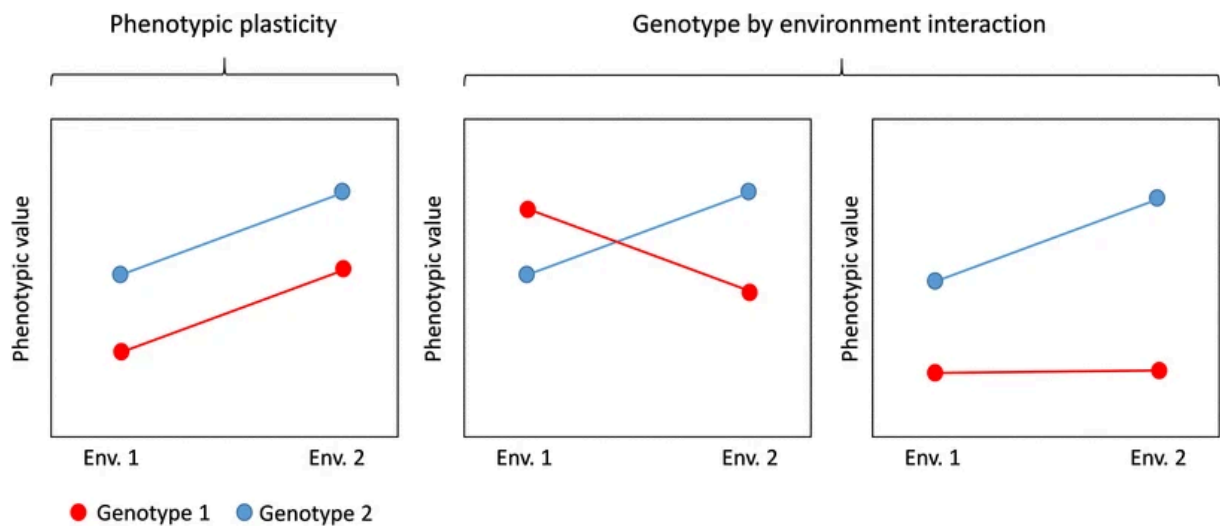 Phenotypic plasticity
Genotype by environment interaction
Phenotypic value
Env. 1
Env. 2
Phenotypic value
Env. 1
Env. 2
Phenotypic value
Env. 1
Env. 2
Genotype 1
Genotype 2